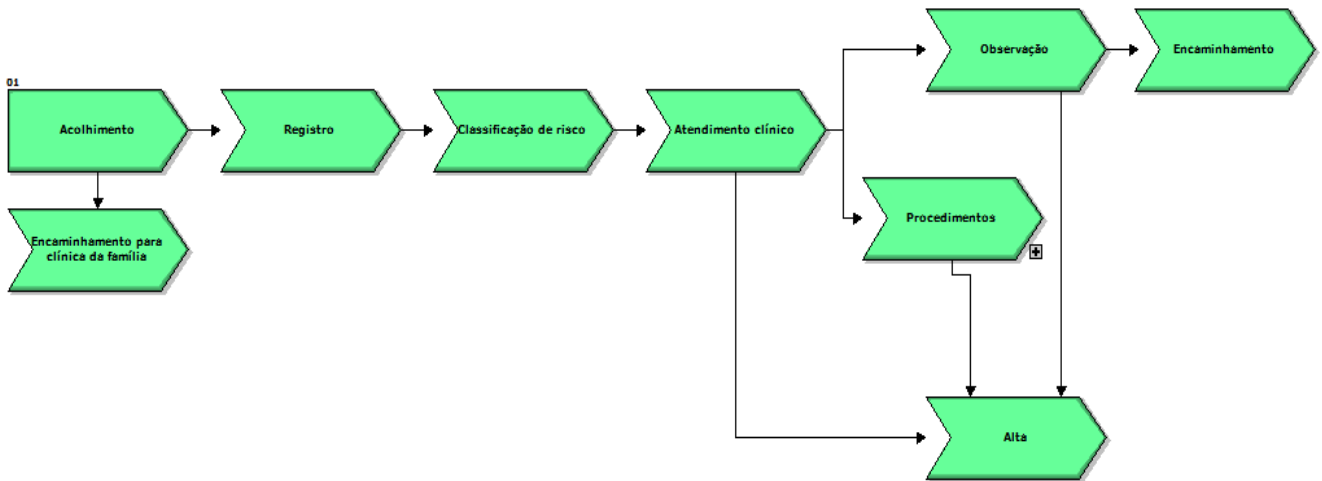 01
Acolhimento
Registro
Classificação de risco
Atendimento clínico
Observação
Encaminhamento
Procedimentos
Encaminhamento para
clínica da família
Alta